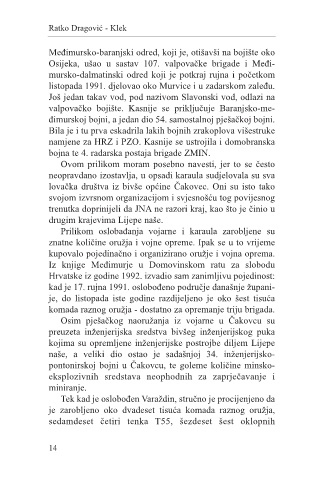 Ratko Dragović - Klek
Međimursko-baranjski odred, koji je, otišavši na bojište oko
Osijeka, ušao u sastav 107. valpovačke brigade i Međi-
mursko-dalmatinski odred koji je potkraj rujna i početkom
listopada 1991. djelovao oko Murvice i u zadarskom zaleđu.
Još jedan takav vod, pod nazivom Slavonski vod, odlazi na
valpovačko bojište. Kasnije se priključuje Baranjsko-me-
đimurskoj bojni, a jedan dio 54. samostalnoj pješačkoj bojni.
Bila je i tu prva eskadrila lakih bojnih zrakoplova višestruke
namjene za HRZ i PZO. Kasnije se ustrojila i domobranska
bojna te 4. radarska postaja brigade ZMIN.
Ovom prilikom moram posebno navesti, jer to se često
neopravdano izostavlja, u opsadi karaula sudjelovala su sva
lovačka društva iz bivše općine Čakovec. Oni su isto tako
svojom izvrsnom organizacijom i svjesnošću tog povijesnog
trenutka doprinijeli da JNA ne razori kraj, kao što je činio u
drugim krajevima Lijepe naše.
Prilikom oslobađanja vojarne i karaula zarobljene su
znatne količine oružja i vojne opreme. Ipak se u to vrijeme
kupovalo pojedinačno i organizirano oružje i vojna oprema.
Iz knjige Međimurje u Domovinskom ratu za slobodu
Hrvatske iz godine 1992. izvadio sam zanimljivu pojedinost:
kad je 17. rujna 1991. oslobođeno područje današnje župani-
je, do listopada iste godine razdijeljeno je oko šest tisuća
komada raznog oružja - dostatno za opremanje triju brigada.
Osim pješačkog naoružanja iz vojarne u Čakovcu su
preuzeta inženjerijska sredstva bivšeg inženjerijskog puka
kojima su opremljene inženjerijske postrojbe diljem Lijepe
naše, a veliki dio ostao je sadašnjoj 34. inženjerijsko-
pontonirskoj bojni u Čakovcu, te goleme količine minsko-
eksplozivnih sredstava neophodnih za zaprječavanje i
miniranje.
Tek kad je oslobođen Varaždin, stručno je procijenjeno da
je zarobljeno oko dvadeset tisuća komada raznog oružja,
sedamdeset četiri tenka T55, šezdeset šest oklopnih
14